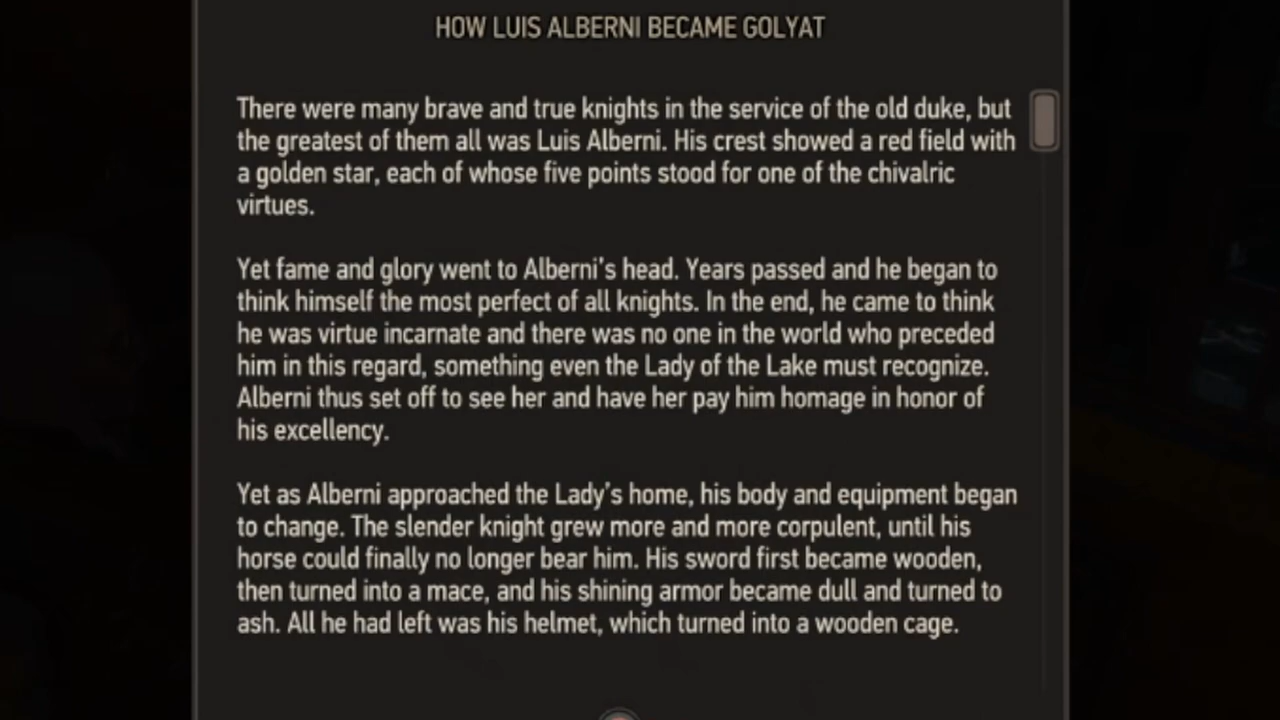 HOW LUIS ALBERNI BECAME GOLYAT
There were many brave and true knights in the service of the old duke, but
the greatest of them all was Luis Alberni. His crest showed a red field with
a golden star, each of whose five points stood for one of the chivalric
virtues.
Yet fame and glory went to Alberni's head. Years passed and he began to
think himself the most perfect of all knights. In the end, he came to think
he was virtue incarnate and there was no one in the world who preceded
him in this regard, something even the Lady of the Lake must recognize.
Alberni thus set off to see her and have her pay him homage in honor of
his excellency.
Yet as Alberni approached the Lady's home, his body and equipment began
to change. The slender knight grew more and more corpulent, until his
horse could finally no longer bear him. His sword first became wooden,
then turned into a mace, and his shining armor became dull and turned to
ash. All he had left was his helmet, which turned into a wooden cage.